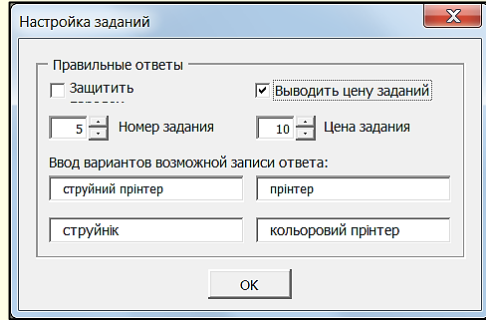 Настройка заданий
Правильные ответы
Защитить
Выводить цену заданий
5 Номер задания
10 Цена задания
Ввод вариантов возможной записи ответа:
струйний прінтер
прінтер
струйнік
кольоровий прінтер
OK